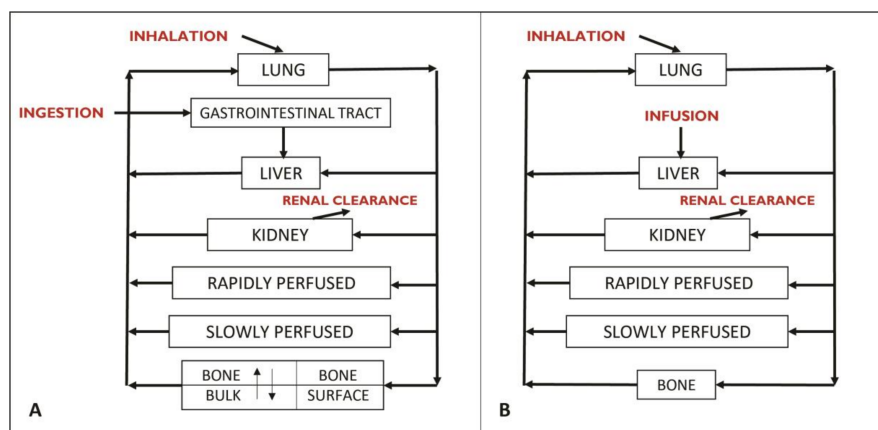 INHALATION
LUNG
INGESTION
GASTROINTESTINAL TRACT
LIVER
RENAL CLEARANCE
KIDNEY
RAPIDLY PERFUSED
SLOWLY PERFUSED
BONE BONE
BULK SURFACE
A
INHALATION
LUNG
INFUSION
LIVER
RENAL CLEARANCE
KIDNEY
RAPIDLY PERFUSED
SLOWLY PERFUSED
BONE
B